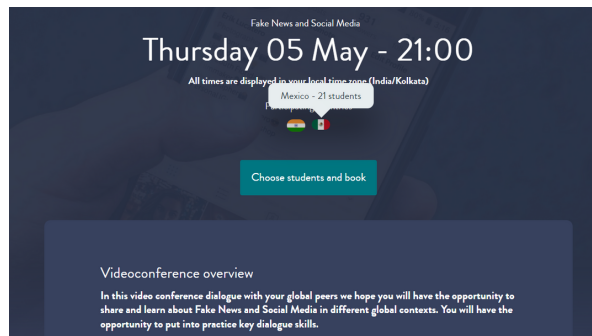 Fake News and Social Media
Thursday 05 May - 21:00
All times are displayed in your local time zone (India/Kolkata)
Mexico - 21 students
Choose students and book
Videoconference overview
In this video conference dialogue with your global peers we hope you will have the opportunity to
share and learn about Fake News and Social Media in different global contexts. You will have the
opportunity to put into practice key dialogue skills.